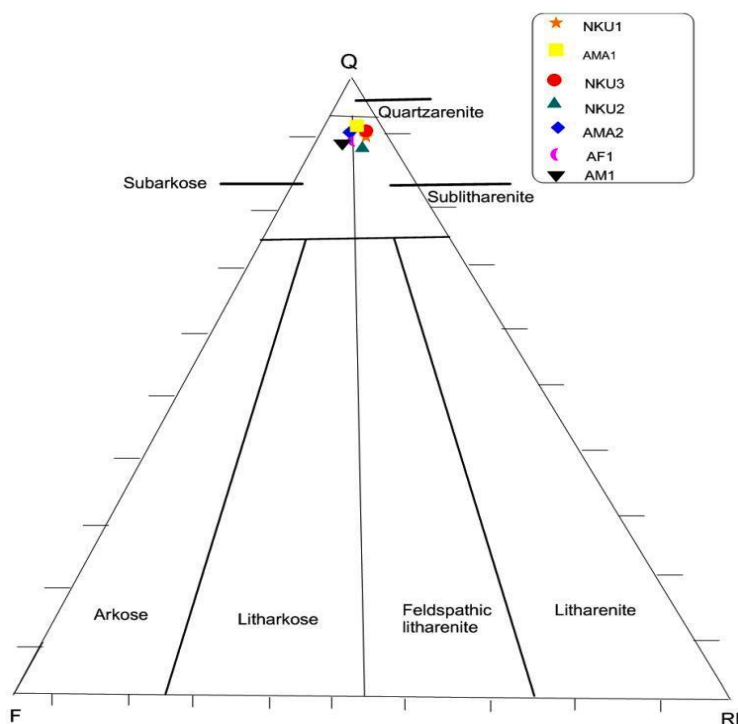 NKU1
AMA1
NKU3
NKU2
AMA2
AF1
AM1
Q
Quartzarenite
Subarkose
Sublitharenite
Arkose
Litharkose
Feldspathic
litharenite
Litharenite
F